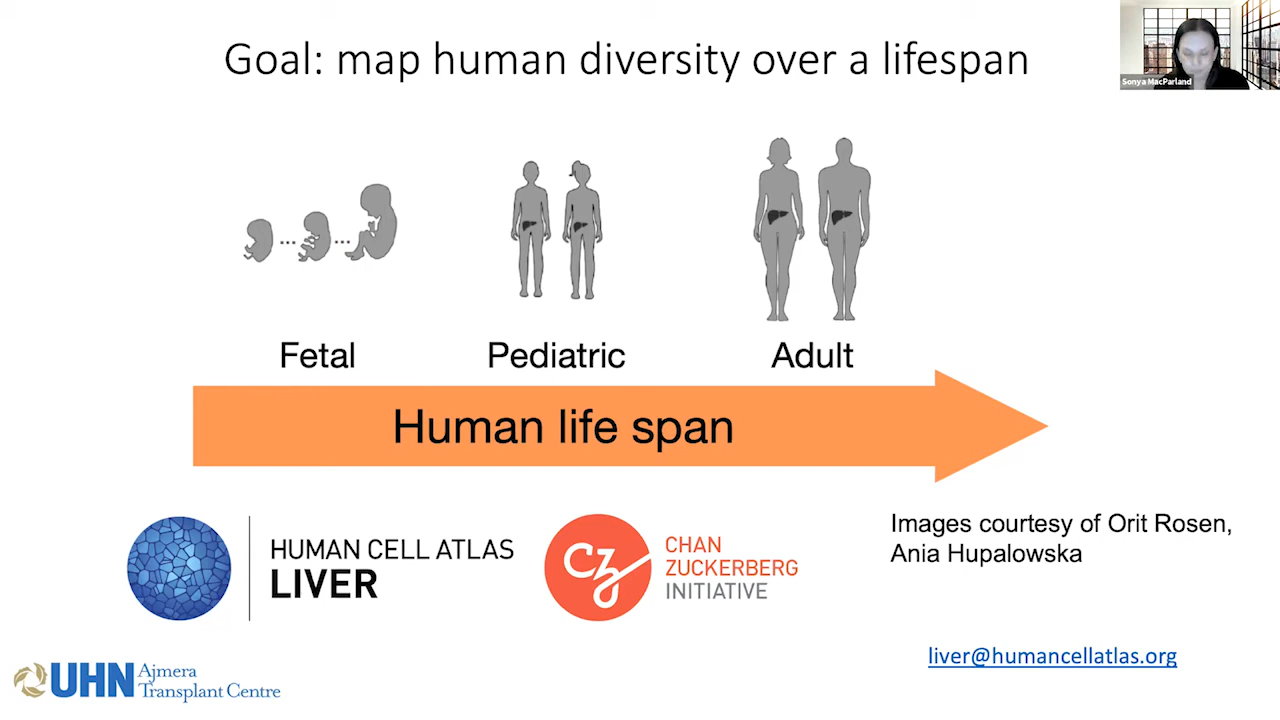 Goal: map human diversity over a lifespan
Sonya MacParland
... ...
Fetal
Pediatric
Adult
Human life span
HUMAN CELL ATLAS
LIVER
cz
CHAN
ZUCKERBERG
INITIATIVE
Images courtesy of Orit Rosen,
Ania Hupalowska
liver@humancellatlas.org
UHN Ajmera
Transplant Centre